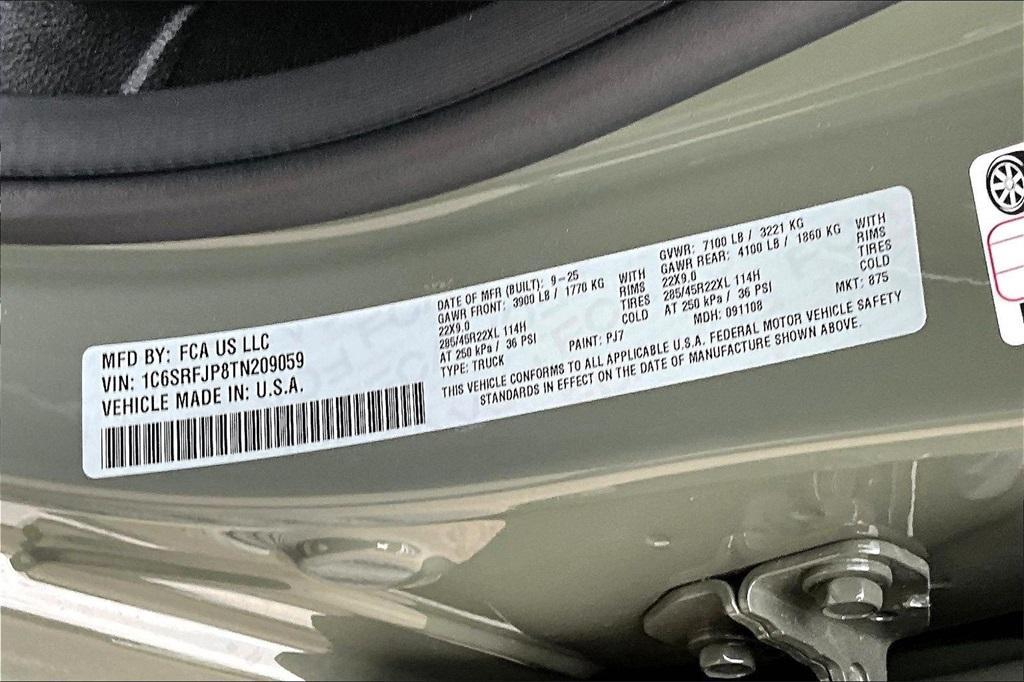 MFD BY: FCA US LLC
VIN: 1C6SRFJP8TN209059
VEHICLE MADE IN: U.S.A.
DATE OF MFR (BUILT): 9-25
GAWR FRONT: 3900 LB / 1770 KG WITH
22X9.0 RIMS
285/45R22XL 114H TIRES
AT 250 kPa / 36 PSI COLD
TYPE: TRUCK PAINT: PJ7
GVWR: 7100 LB / 3221 KG
GAWR REAR: 4100 LB / 1860 KG WITH
22X9.0 RIMS
285/45R22XL 114H TIRES
AT 250 kPa / 36 PSI COLD
MDH: 091108 MKT: 875
THIS VEHICLE CONFORMS TO ALL APPLICABLE U.S.A. FEDERAL MOTOR VEHICLE SAFETY
STANDARDS IN EFFECT ON THE DATE OF MANUFACTURE SHOWN ABOVE.